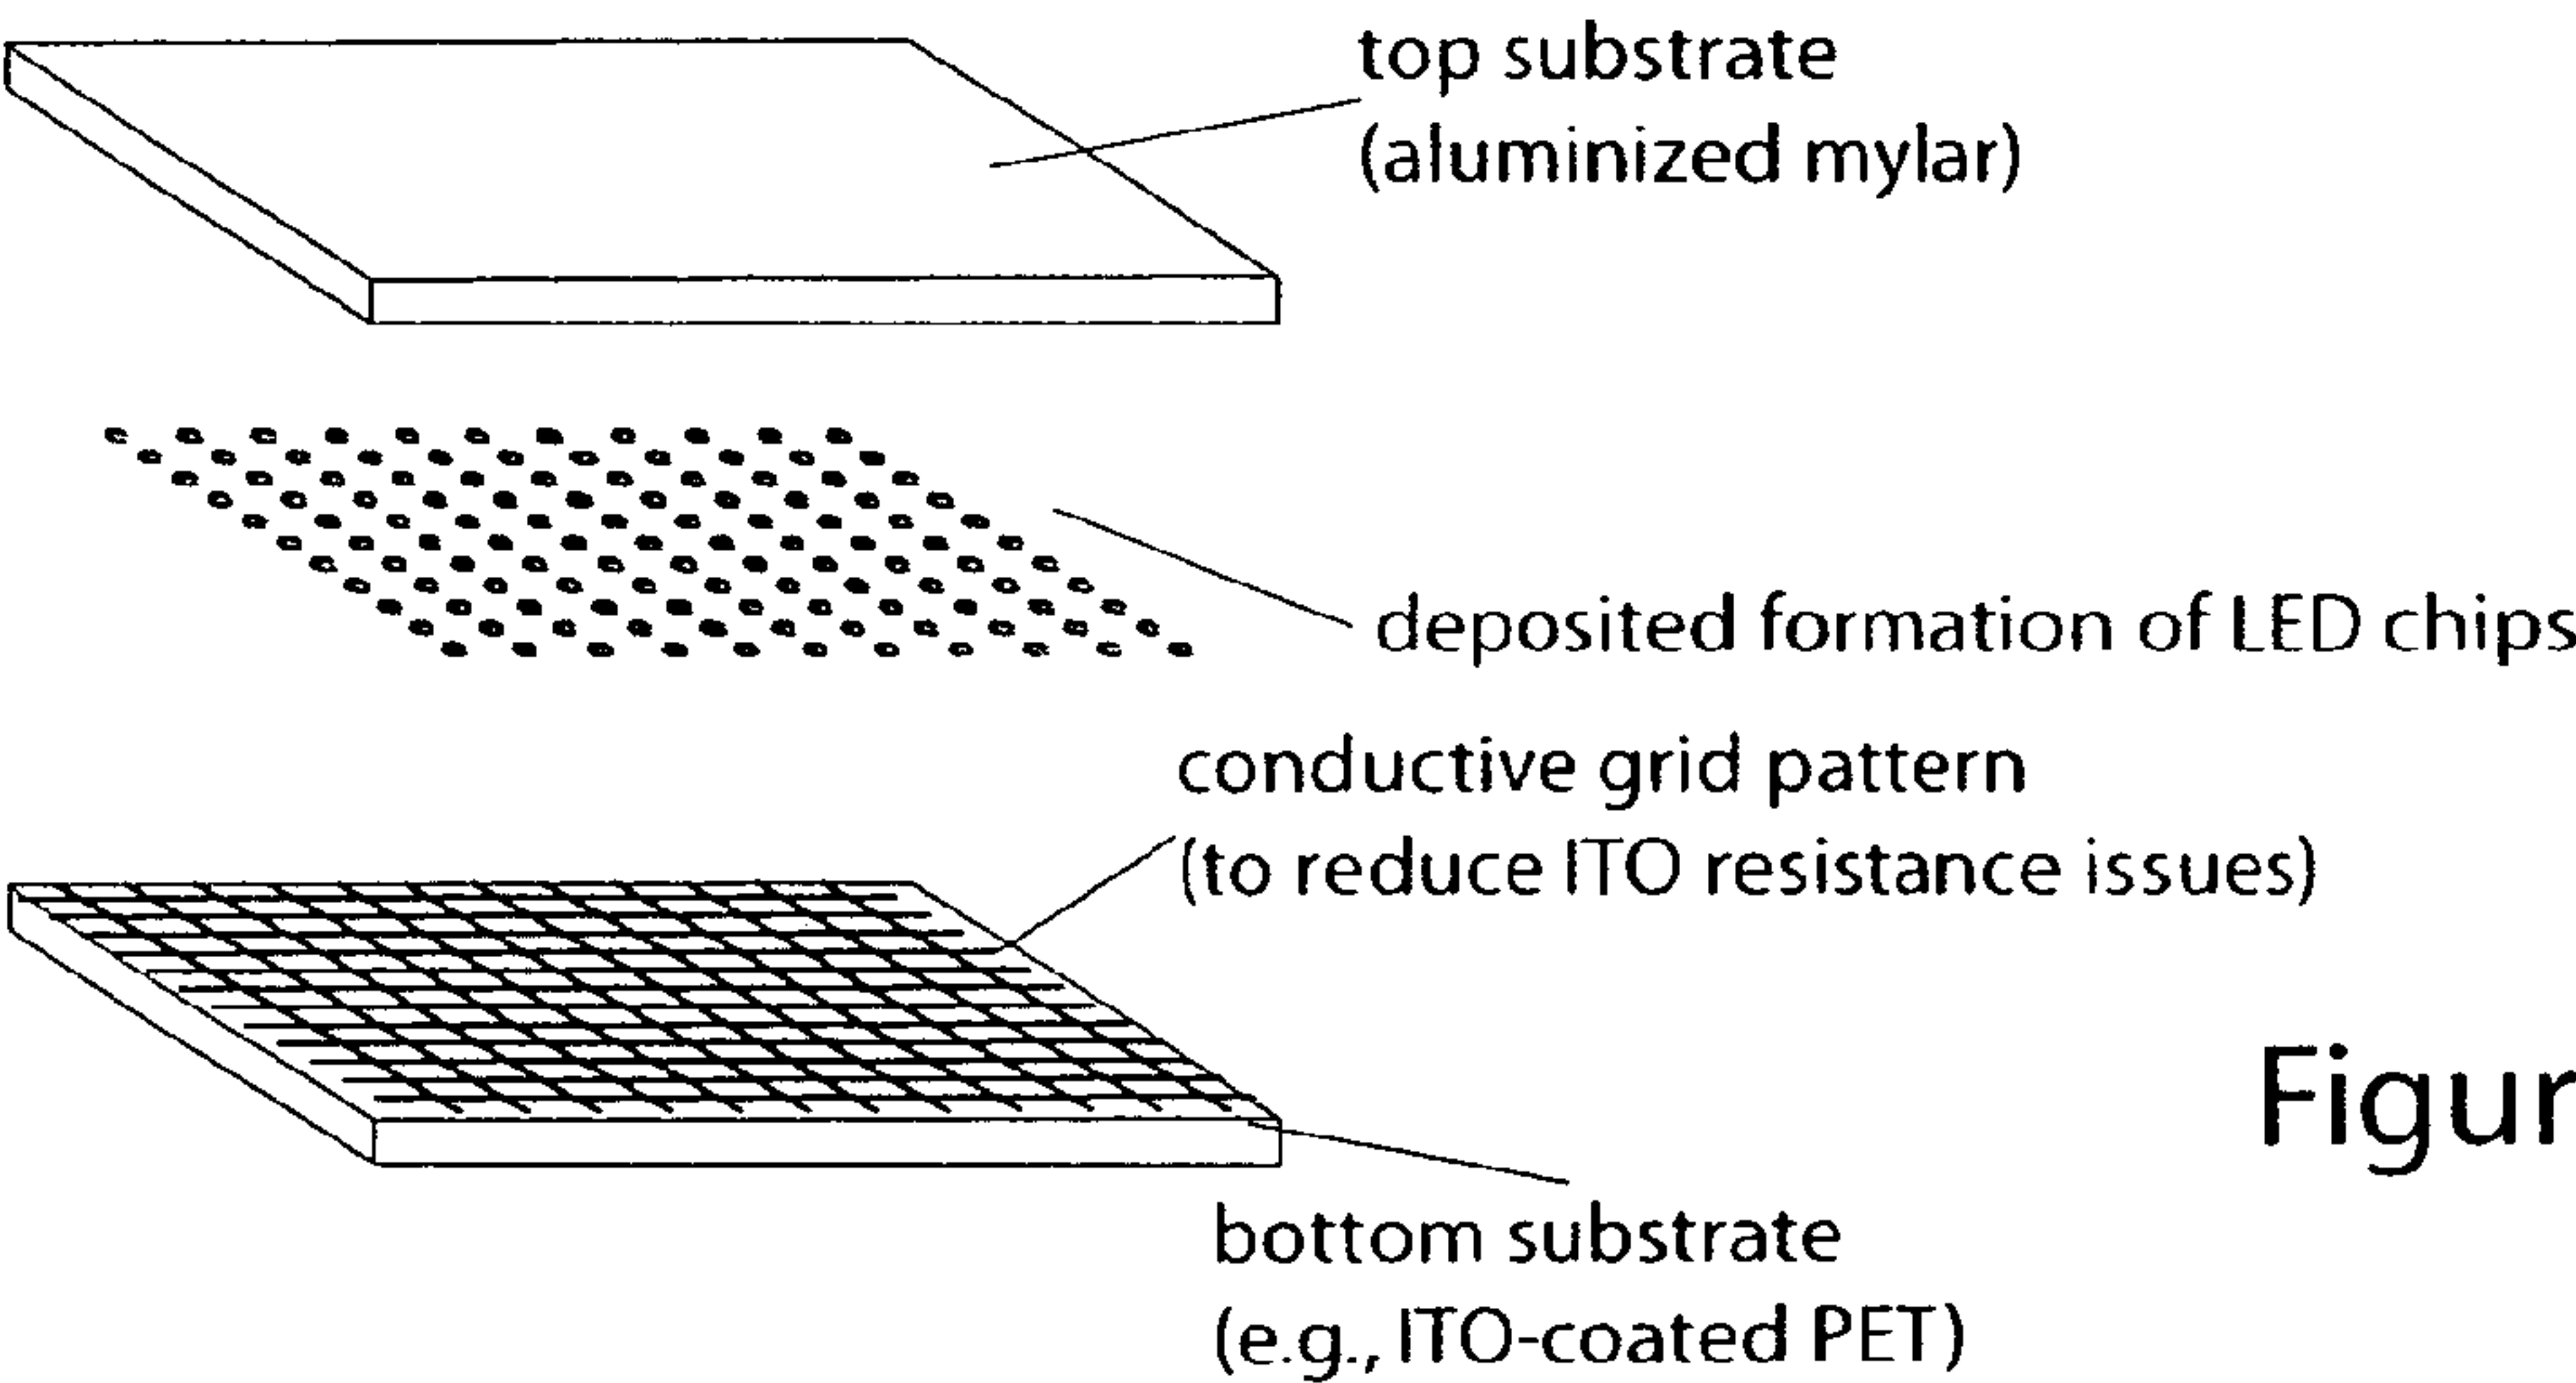 top substrate
(aluminized mylar)
deposited formation of LED chips
conductive grid pattern
(to reduce ITO resistance issues)
Figur
bottom substrate
(e.g., ITO-coated PET)